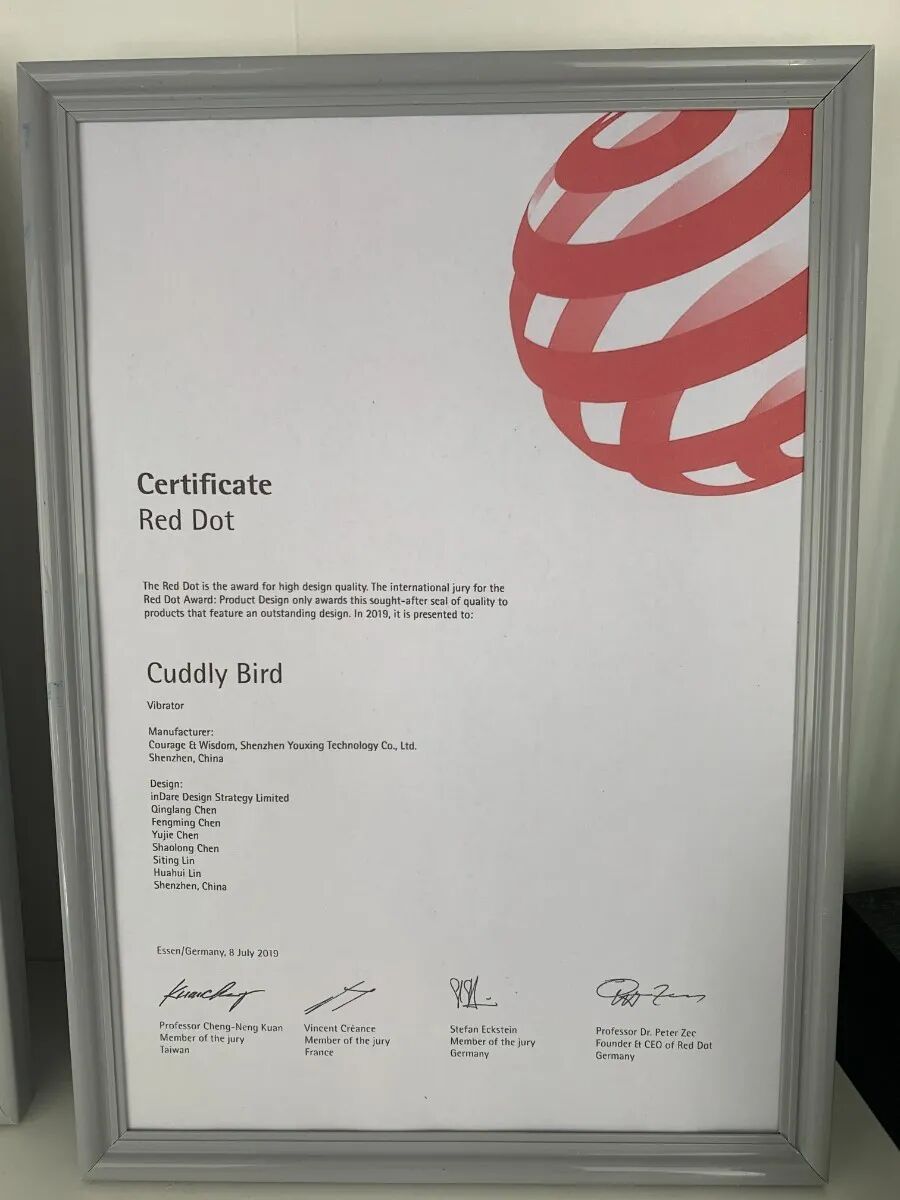 Certificate
Red Dot
The Red Dot is the award for high design quality. The international jury for the
Red Dot Award: Product Design only awards this sought-after seal of quality to
products that feature an outstanding design. In 2019, it is presented to:
Cuddly Bird
Vibrator
Manufacturer:
Courage & Wisdom, Shenzhen Youxing Technology Co., Ltd.
Shenzhen, China
Design:
inDare Design Strategy Limited
Qinglang Chen
Fengming Chen
Yujie Chen
Shaolong Chen
Siting Lin
Huahui Lin
Shenzhen, China
Essen/Germany, 8 July 2019
Professor Cheng-Neng Kuan
Member of the jury
Taiwan
Vincent Créance
Member of the jury
France
Stefan Eckstein
Member of the jury
Germany
Professor Dr. Peter Zec
Founder & CEO of Red Dot
Germany